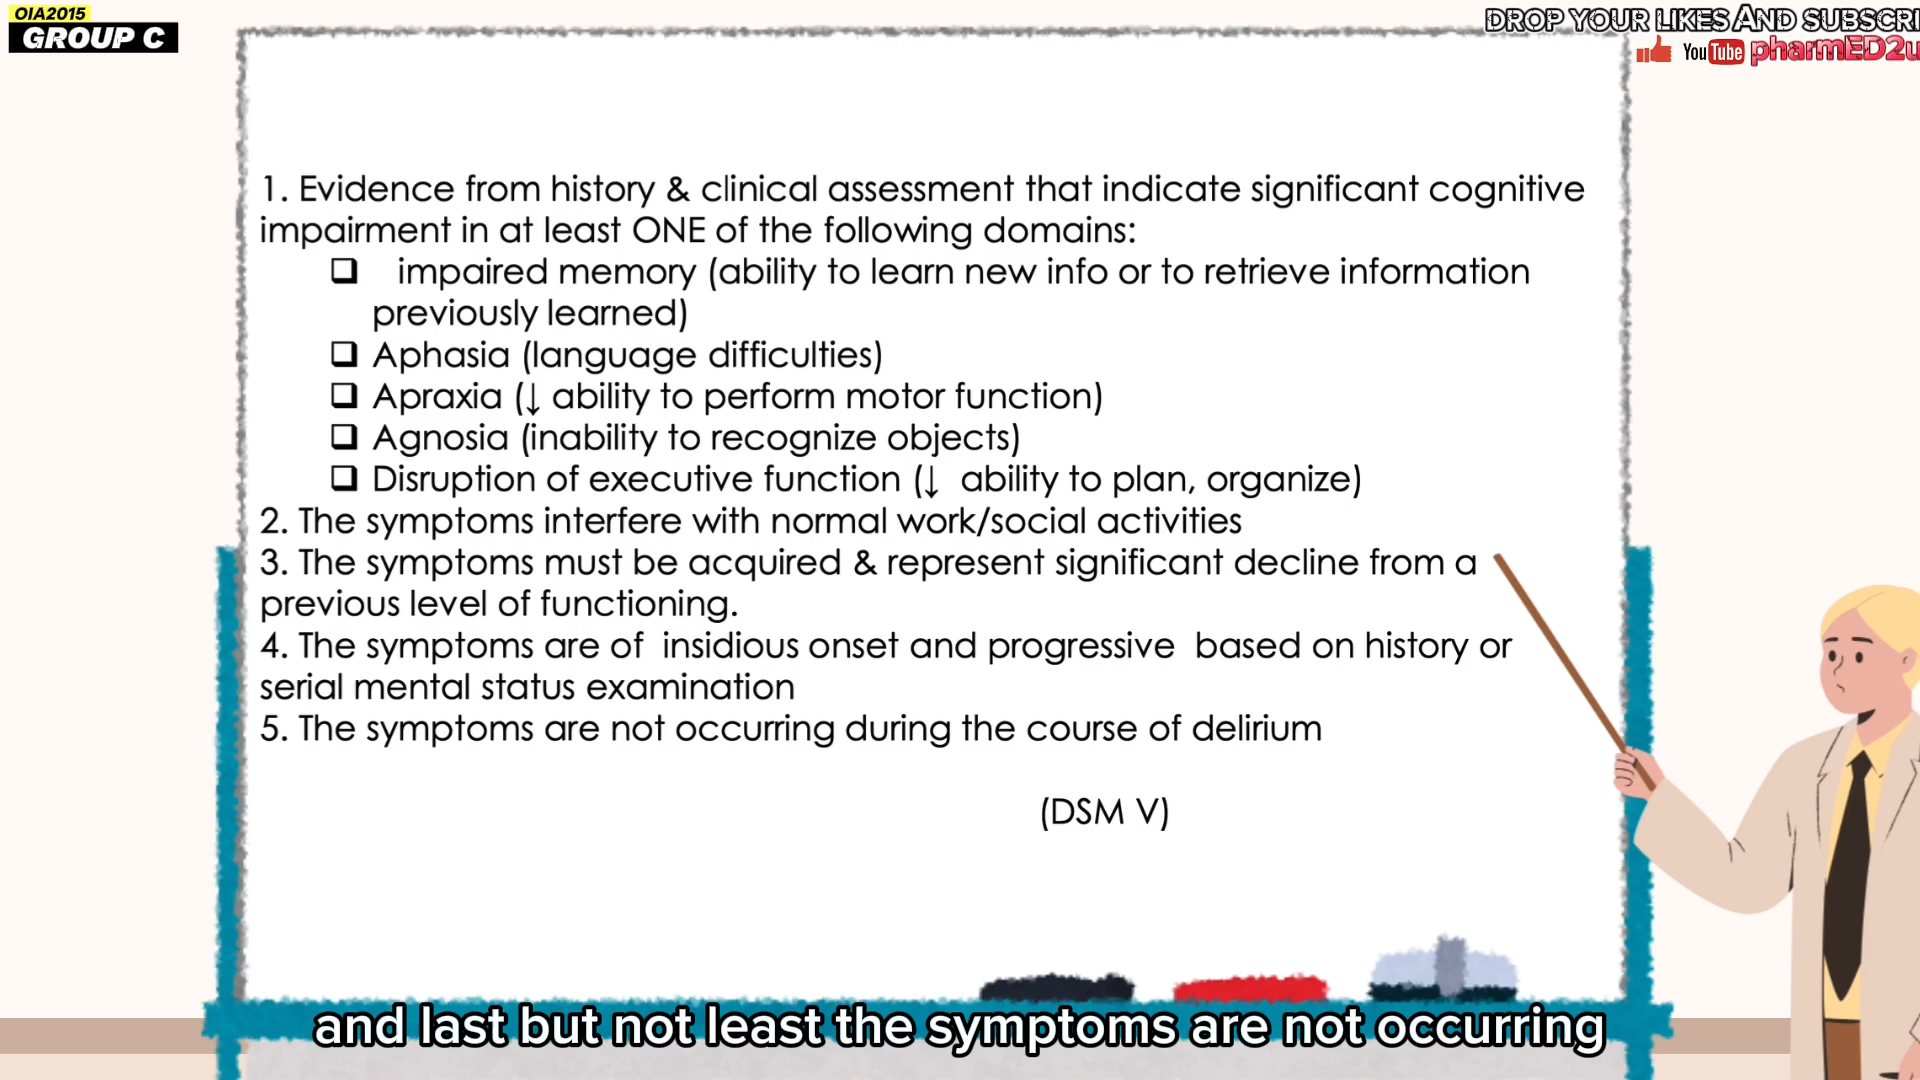 OIA2015
GROUP C
DROP YOUR LIKES AND SUBSCRI
YouTube pharmED2u
1. Evidence from history & clinical assessment that indicate significant cognitive
impairment in at least ONE of the following domains:
❑ impaired memory (ability to learn new info or to retrieve information
previously learned)
❑ Aphasia (language difficulties)
❑ Apraxia (↓ ability to perform motor function)
❑ Agnosia (inability to recognize objects)
❑ Disruption of executive function (↓ ability to plan, organize)
2. The symptoms interfere with normal work/social activities
3. The symptoms must be acquired & represent significant decline from a
previous level of functioning.
4. The symptoms are of insidious onset and progressive based on history or
serial mental status examination
5. The symptoms are not occurring during the course of delirium
(DSM V)
and last but not least the symptoms are not occurring